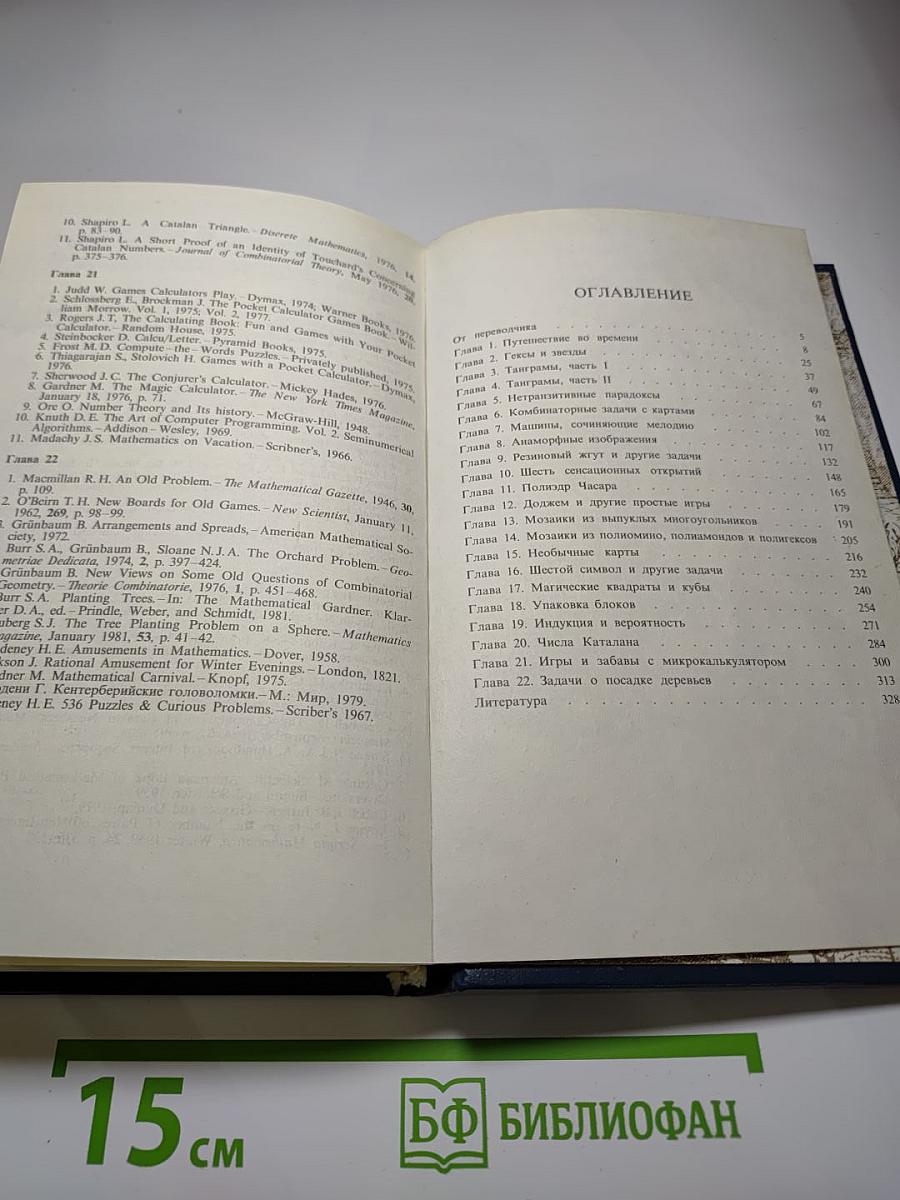 10. Shapiro L. A Catalan Triangle. – Discrete Mathematics, 1976, 14,
p. 83–90.
11. Shapiro L. A Short Proof of an Identity of Touchard's Concerning
Catalan Numbers. – Journal of Combinatorial Theory, May 1976, 20,
p. 375–376.
Глава 21
1. Judd W. Games Calculators Play. – Dymax, 1974; Warner Books, 1976.
2. Schlossberg E., Brockman J. The Pocket Calculator Games Book. – Wil-
liam Morrow. Vol. 1, 1975; Vol. 2, 1977.
3. Rogers J. T, The Calculating Book: Fun and Games with Your Pocket
Calculator. – Random House, 1975.
4. Steinbocker D. Calcu/Letter. – Pyramid Books, 1975.
5. Frost M. D. Compute – the – Words Puzzles. – Privately published, 1975.
6. Thiagarajan S., Stolovich H. Games with a Pocket Calculator. – Dymax,
1976.
7. Sherwood J. C. The Conjurer's Calculator. – Mickey Hades, 1976.
8. Gardner M. The Magic Calculator. – The New York Times Magazine,
January 18, 1976, p. 71.
9. Ore O. Number Theory and Its history. – McGraw-Hill, 1948.
10. Knuth D. E. The Art of Computer Programming. Vol. 2. Seminumerical
Algorithms. – Addison – Wesley, 1969.
11. Madachy J. S. Mathematics on Vacation. – Scribner's, 1966.
Глава 22
1. Macmillan R. H. An Old Problem. – The Mathematical Gazette, 1946, 30,
p. 109.
2. O'Beirn T. H. New Boards for Old Games. – New Scientist, January 11,
1962, 269, p. 98–99.
Grünbaum B. Arrangements and Spreads, – American Mathematical So-
ciety, 1972.
Burr S. A., Grünbaum B., Sloane N. J. A. The Orchard Problem. – Geo-
metriae Dedicata, 1974, 2, p. 397–424.
Grünbaum B. New Views on Some Old Questions of Combinatorial
Geometry. – Theorie Combinatorie, 1976, 1, p. 451–468.
Burr S. A. Planting Trees. – In: The Mathematical Gardner. Klar-
er D. A., ed. – Prindle, Weber, and Schmidt, 1981.
uberg S. J. The Tree Planting Problem on a Sphere. – Mathematics
agazine, January 1981, 53, p. 41–42.
deney H. E. Amusements in Mathematics. – Dover, 1958.
kson J. Rational Amusement for Winter Evenings. – London, 1821.
dner M. Mathematical Carnival. – Knopf, 1975.
дени Г. Кентерберийские головоломки. – М.: Мир, 1979.
eney H. E. 536 Puzzles & Curious Problems. – Scriber's 1967.
ОГЛАВЛЕНИЕ
От переводчика . . . . . . 5
Глава 1. Путешествие во времени . . . . . . 8
Глава 2. Гексы и звезды . . . . . . 25
Глава 3. Танграмы, часть I . . . . . . 37
Глава 4. Танграмы, часть II . . . . . . 49
Глава 5. Нетранзитивные парадоксы . . . . . . 67
Глава 6. Комбинаторные задачи с картами . . . . . . 84
Глава 7. Машины, сочиняющие мелодию . . . . . . 102
Глава 8. Анаморфные изображения . . . . . . 117
Глава 9. Резиновый жгут и другие задачи . . . . . . 132
Глава 10. Шесть сенсационных открытий . . . . . . 148
Глава 11. Полиэдр Часара . . . . . . 165
Глава 12. Доджем и другие простые игры . . . . . . 179
Глава 13. Мозаики из выпуклых многоугольников . . . . . . 191
Глава 14. Мозаики из полиомино, полиамондов и полигексов . . 205
Глава 15. Необычные карты . . . . . . 216
Глава 16. Шестой символ и другие задачи . . . . . . 232
Глава 17. Магические квадраты и кубы . . . . . . 240
Глава 18. Упаковка блоков . . . . . . 254
Глава 19. Индукция и вероятность . . . . . . 271
Глава 20. Числа Каталана . . . . . . 284
Глава 21. Игры и забавы с микрокалькулятором . . . . . . 300
Глава 22. Задачи о посадке деревьев . . . . . . 313
Литература . . . . . . 328
15 см
БФ БИБЛИОФАН